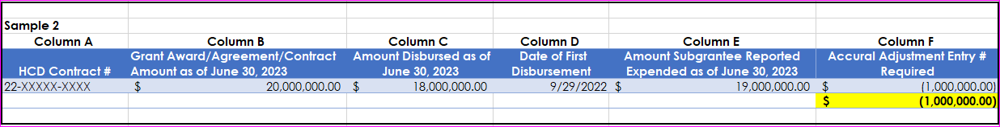 Sample 2
Column A Column B Column C Column D Column E Column F
Grant Award/Agreement/Contract Amount Disbursed as of Date of First Amount Subgrantee Reported Accural Adjustment Entry #
HCD Contract # Amount as of June 30, 2023 June 30, 2023 Disbursement Expended as of June 30, 2023 Required
22-XXXXX-XXXX $ 20,000,000.00 $ 18,000,000.00 9/29/2022 $ 19,000,000.00 $ (1,000,000.00)
$ (1,000,000.00)